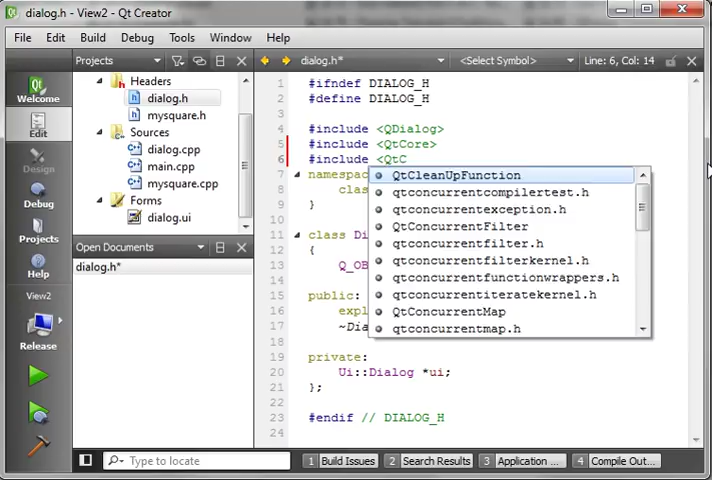 dialog.h - View2 - Qt Creator
File Edit Build Debug Tools Window Help
Projects
dialog.h*
<Select Symbol>
Line: 6, Col: 14
Welcome
Edit
Design
Debug
Projects
Help
View2
Release
Headers
dialog.h
mysquare.h
Sources
dialog.cpp
main.cpp
mysquare.cpp
Forms
dialog.ui
Open Documents
dialog.h*
1 #ifndef DIALOG_H
2 #define DIALOG_H
3
4 #include <QDialog>
5 #include <QtCore>
6 #include <QtC
7 namespac
8 clas
9 }
10
11 class Di
12 {
13 Q_OB
14
15 public:
16 expl
17 ~Dia
18
19 private:
20 Ui::Dialog *ui;
21 };
22
23 #endif // DIALOG_H
24
QtCleanUpFunction
qtconcurrentcompilertest.h
qtconcurrentexception.h
QtConcurrentFilter
qtconcurrentfilter.h
qtconcurrentfilterkernel.h
qtconcurrentfunctionwrappers.h
qtconcurrentiteratekernel.h
QtConcurrentMap
qtconcurrentmap.h
Type to locate
1 Build Issues 2 Search Results 3 Application ... 4 Compile Out...